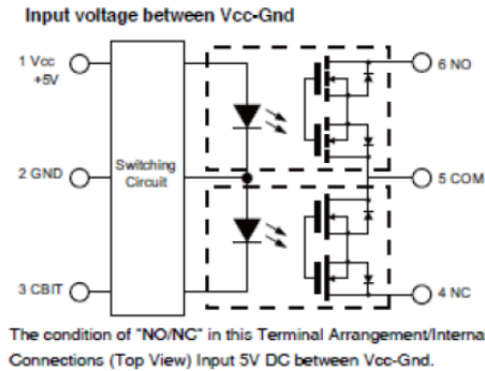 Input voltage between Vcc-Gnd
1 Vcc
+5V
6 NO
2 GND
Switching
Circuit
5 COM
3 CBIT
4 NC
The condition of "NO/NC" in this Terminal Arrangement/Interna
Connections (Top View) Input 5V DC between Vcc-Gnd.